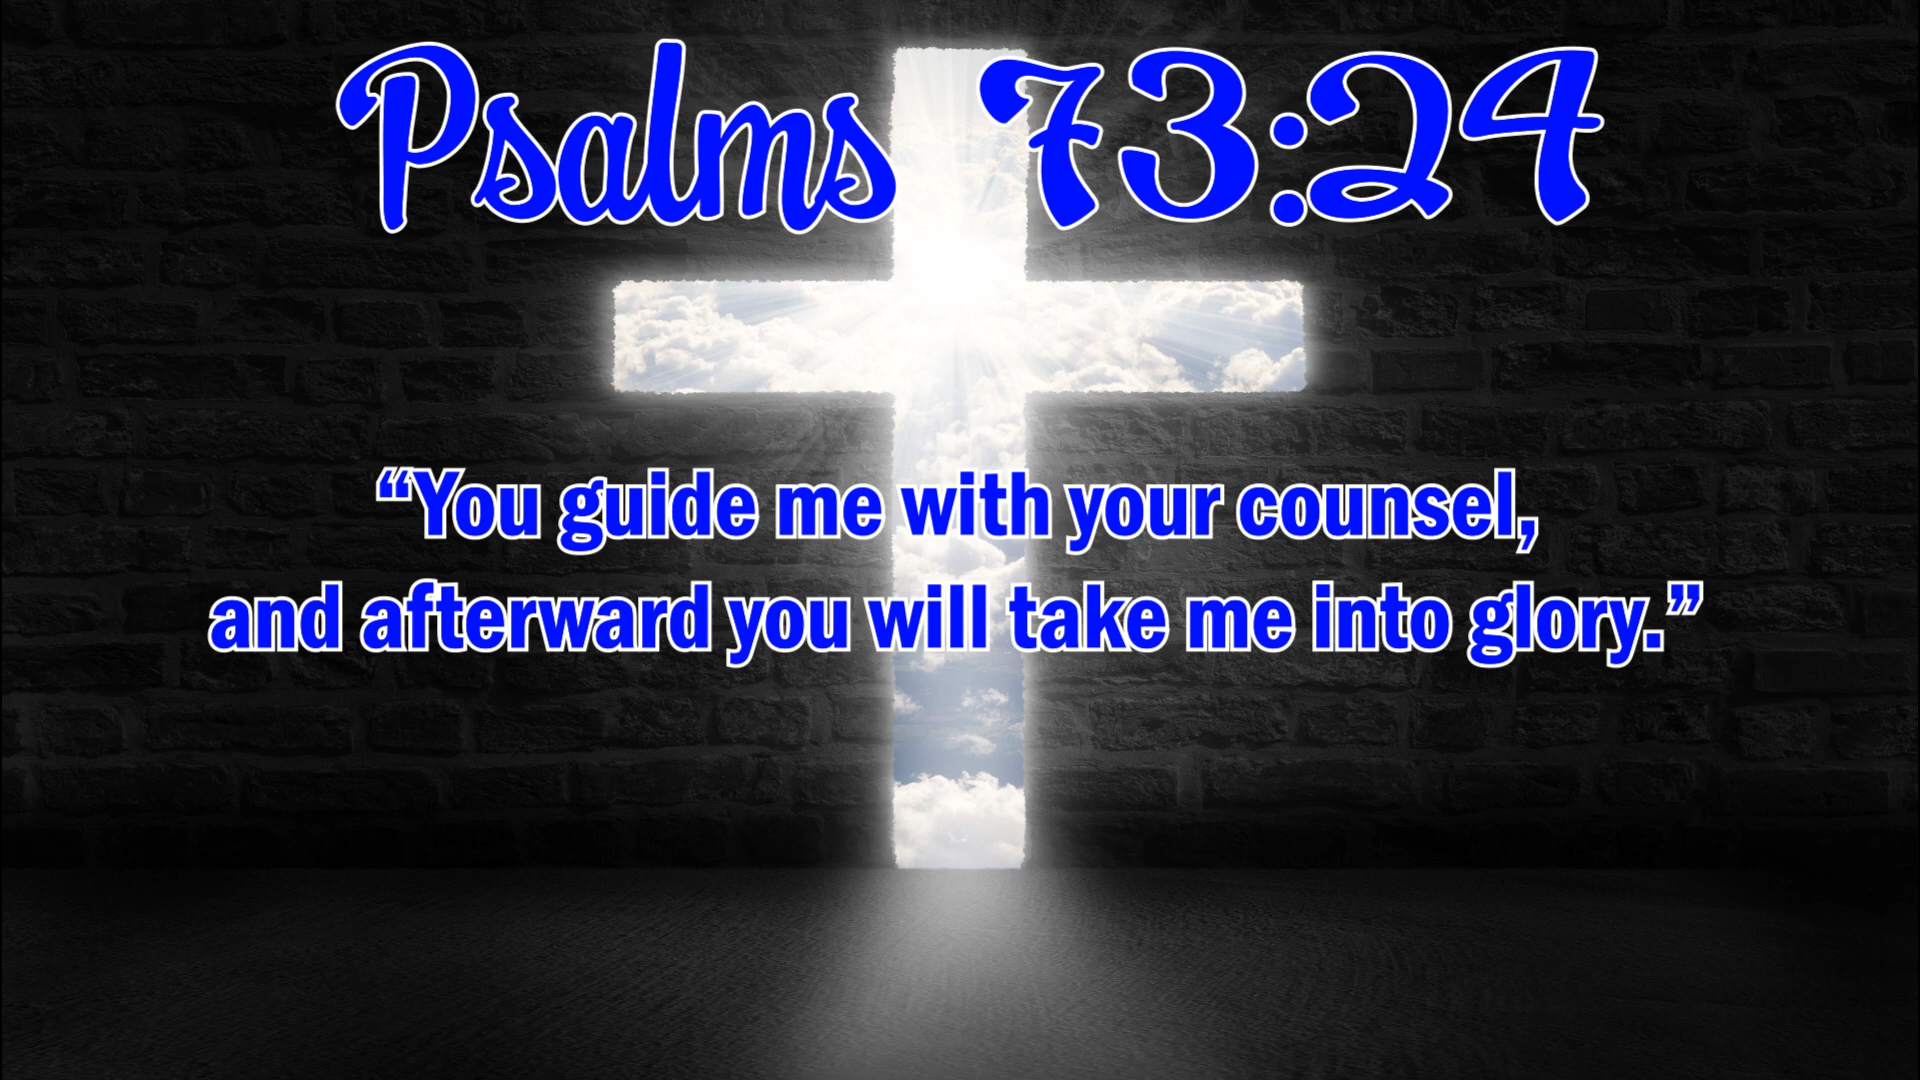 Psalms 73:24
“You guide me with your counsel,
and afterward you will take me into glory.”